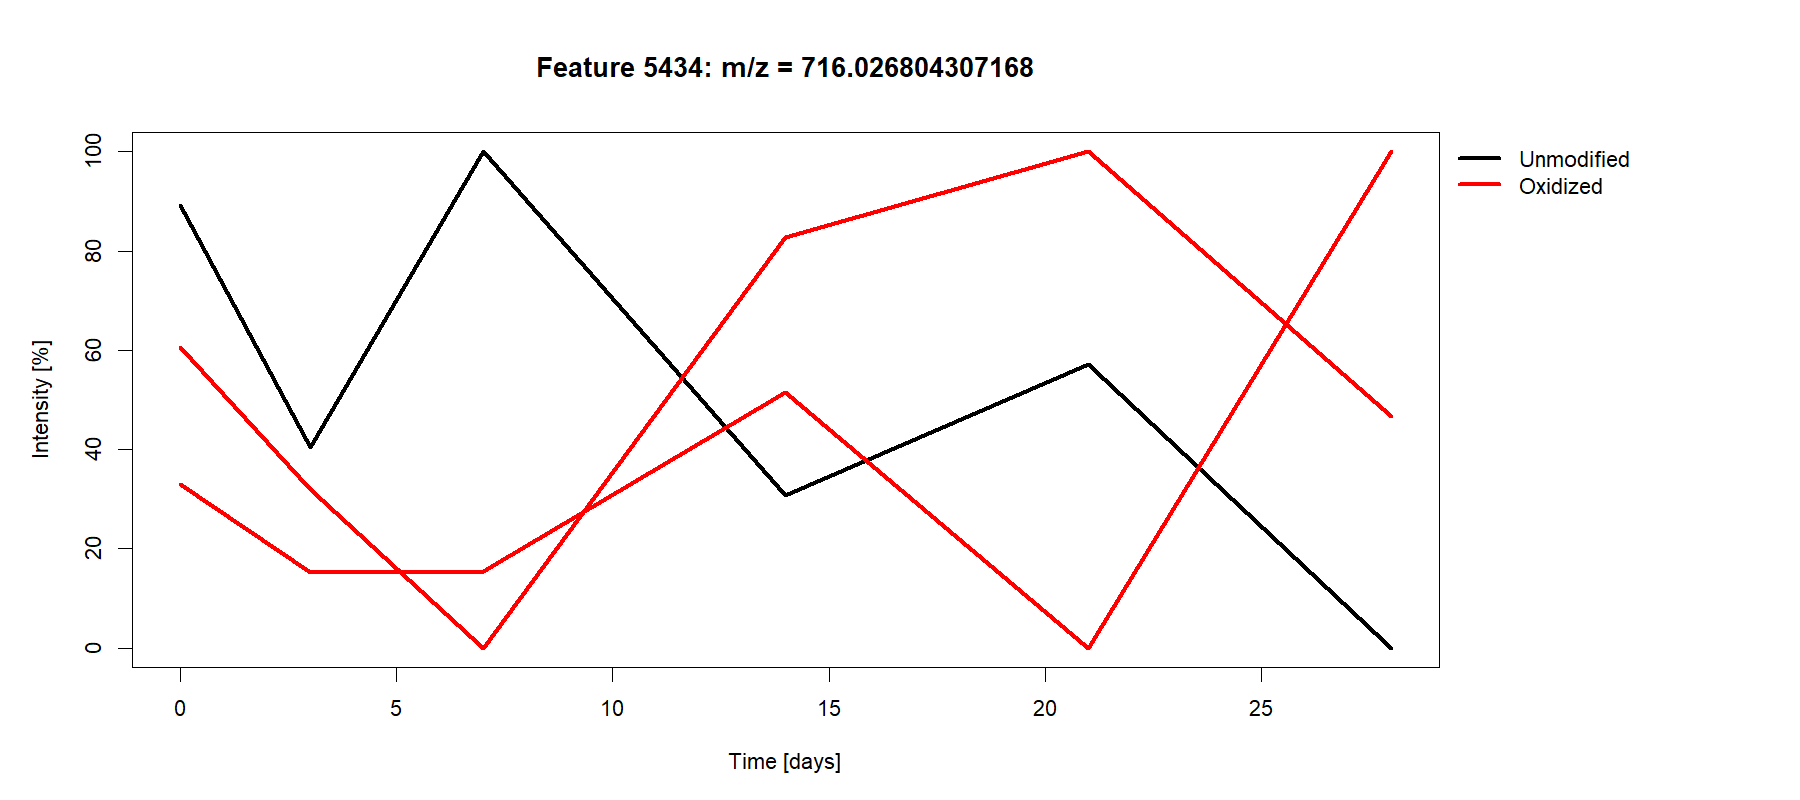 Feature 5434: m/z = 716.026804307168
Unmodified
Oxidized
Intensity [%]
100
80
60
40
20
0
0 5 10 15 20 25
Time [days]